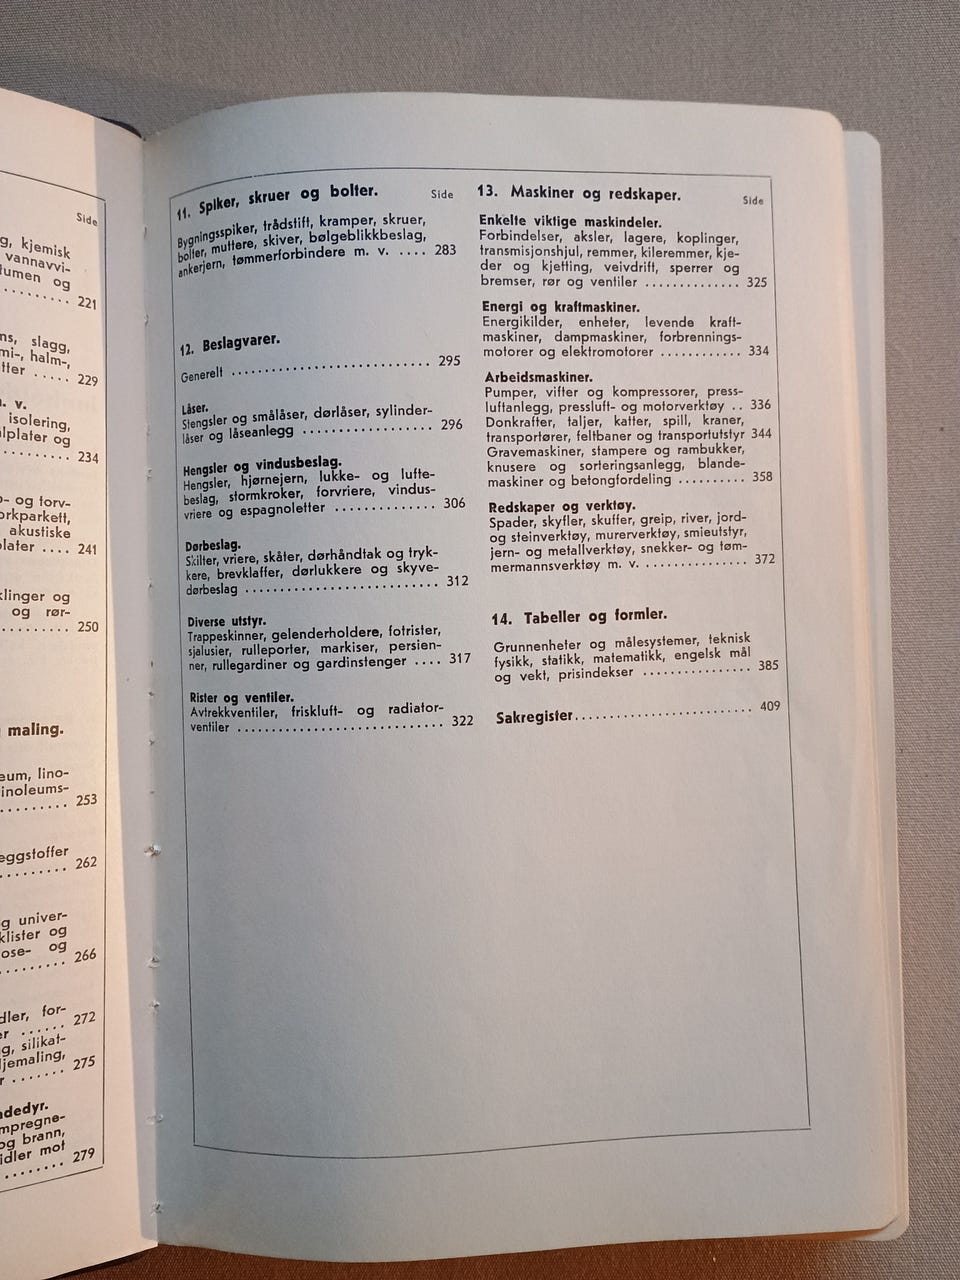 Side
g, kjemisk
vannavvi-
tumen og
......... 221
ns, slagg,
mi-, halm-,
tter ..... 229
. v.
isolering,
lplater og
......... 234
o- og torv-
orkparkett,
akustiske
plater .... 241
klinger og
og rør-
......... 250
maling.
eum, lino-
inoleums-
......... 253
eggstoffer
......... 262
g univer-
klister og
ose- og
......... 266
dler, for-
er ...... 272
g, silikat-
ljemaling,
r ....... 275
adedyr.
mpregne-
og brann,
idler mot
........ 279
11. Spiker, skruer og bolter.
Side
Bygningsspiker, trådstift, kramper, skruer,
bolter, muttere, skiver, bølgeblikkbeslag,
ankerjern, tømmerforbindere m. v. .... 283
12. Beslagvarer.
Generelt .......................... 295
Låser.
Stengsler og smålåser, dørlåser, sylinder-
låser og låseanlegg .................. 296
Hengsler og vindusbeslag.
Hengsler, hjørnejern, lukke- og lufte-
beslag, stormkroker, forvriere, vindus-
vriere og espagnoletter .............. 306
Dørbeslag.
Skilter, vriere, skåter, dørhåndtak og tryk-
kere, brevklaffer, dørlukkere og skyve-
dørbeslag .......................... 312
Diverse utstyr.
Trappeskinner, gelenderholdere, fotrister,
sjalusier, rulleporter, markiser, persien-
ner, rullegardiner og gardinstenger .... 317
Rister og ventiler.
Avtrekkventiler, friskluft- og radiator-
ventiler ............................ 322
13. Maskiner og redskaper.
Side
Enkelte viktige maskindeler.
Forbindelser, aksler, lagere, koplinger,
transmisjonshjul, remmer, kileremmer, kje-
der og kjetting, veivdrift, sperrer og
bremser, rør og ventiler .............. 325
Energi og kraftmaskiner.
Energikilder, enheter, levende kraft-
maskiner, dampmaskiner, forbrennings-
motorer og elektromotorer ............ 334
Arbeidsmaskiner.
Pumper, vifter og kompressorer, press-
luftanlegg, pressluft- og motorverktøy .. 336
Donkrafter, taljer, katter, spill, kraner,
transportører, feltbaner og transportutstyr 344
Gravemaskiner, stampere og rambukker,
knusere og sorteringsanlegg, blande-
maskiner og betongfordeling .......... 358
Redskaper og verktøy.
Spader, skyfler, skuffer, greip, river, jord-
og steinverktøy, murerverktøy, smieutstyr,
jern- og metallverktøy, snekker- og tøm-
mermannsverktøy m. v. ............... 372
14. Tabeller og formler.
Grunnenheter og målesystemer, teknisk
fysikk, statikk, matematikk, engelsk mål
og vekt, prisindekser ................ 385
Sakregister.......................... 409